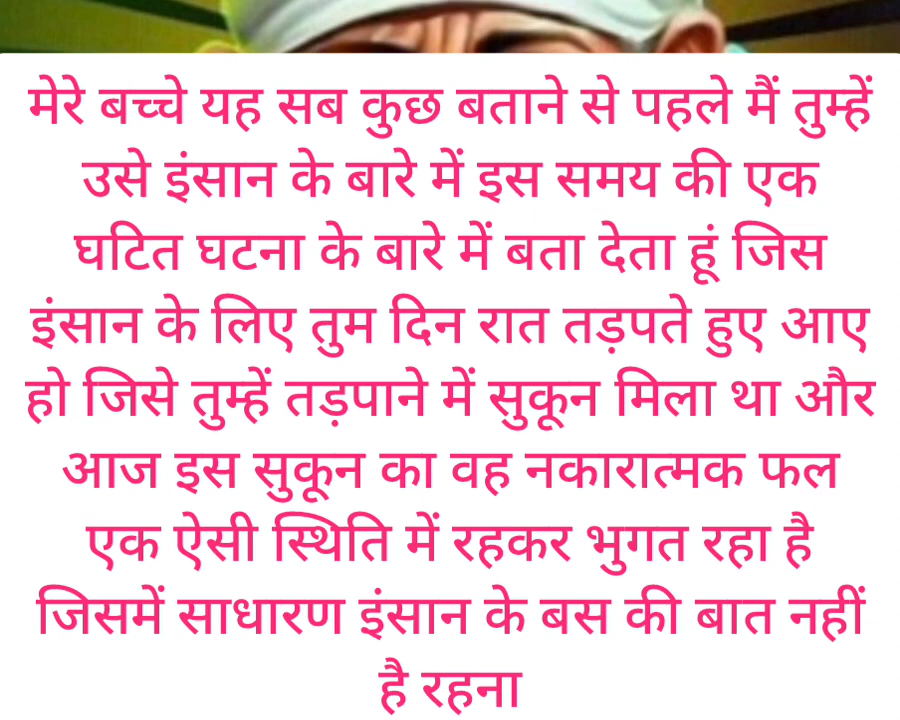 मेरे बच्चे यह सब कुछ बताने से पहले मैं तुम्हें
उसे इंसान के बारे में इस समय की एक
घटित घटना के बारे में बता देता हूं जिस
इंसान के लिए तुम दिन रात तड़पते हुए आए
हो जिसे तुम्हें तड़पाने में सुकून मिला था और
आज इस सुकून का वह नकारात्मक फल
एक ऐसी स्थिति में रहकर भुगत रहा है
जिसमें साधारण इंसान के बस की बात नहीं
है रहना